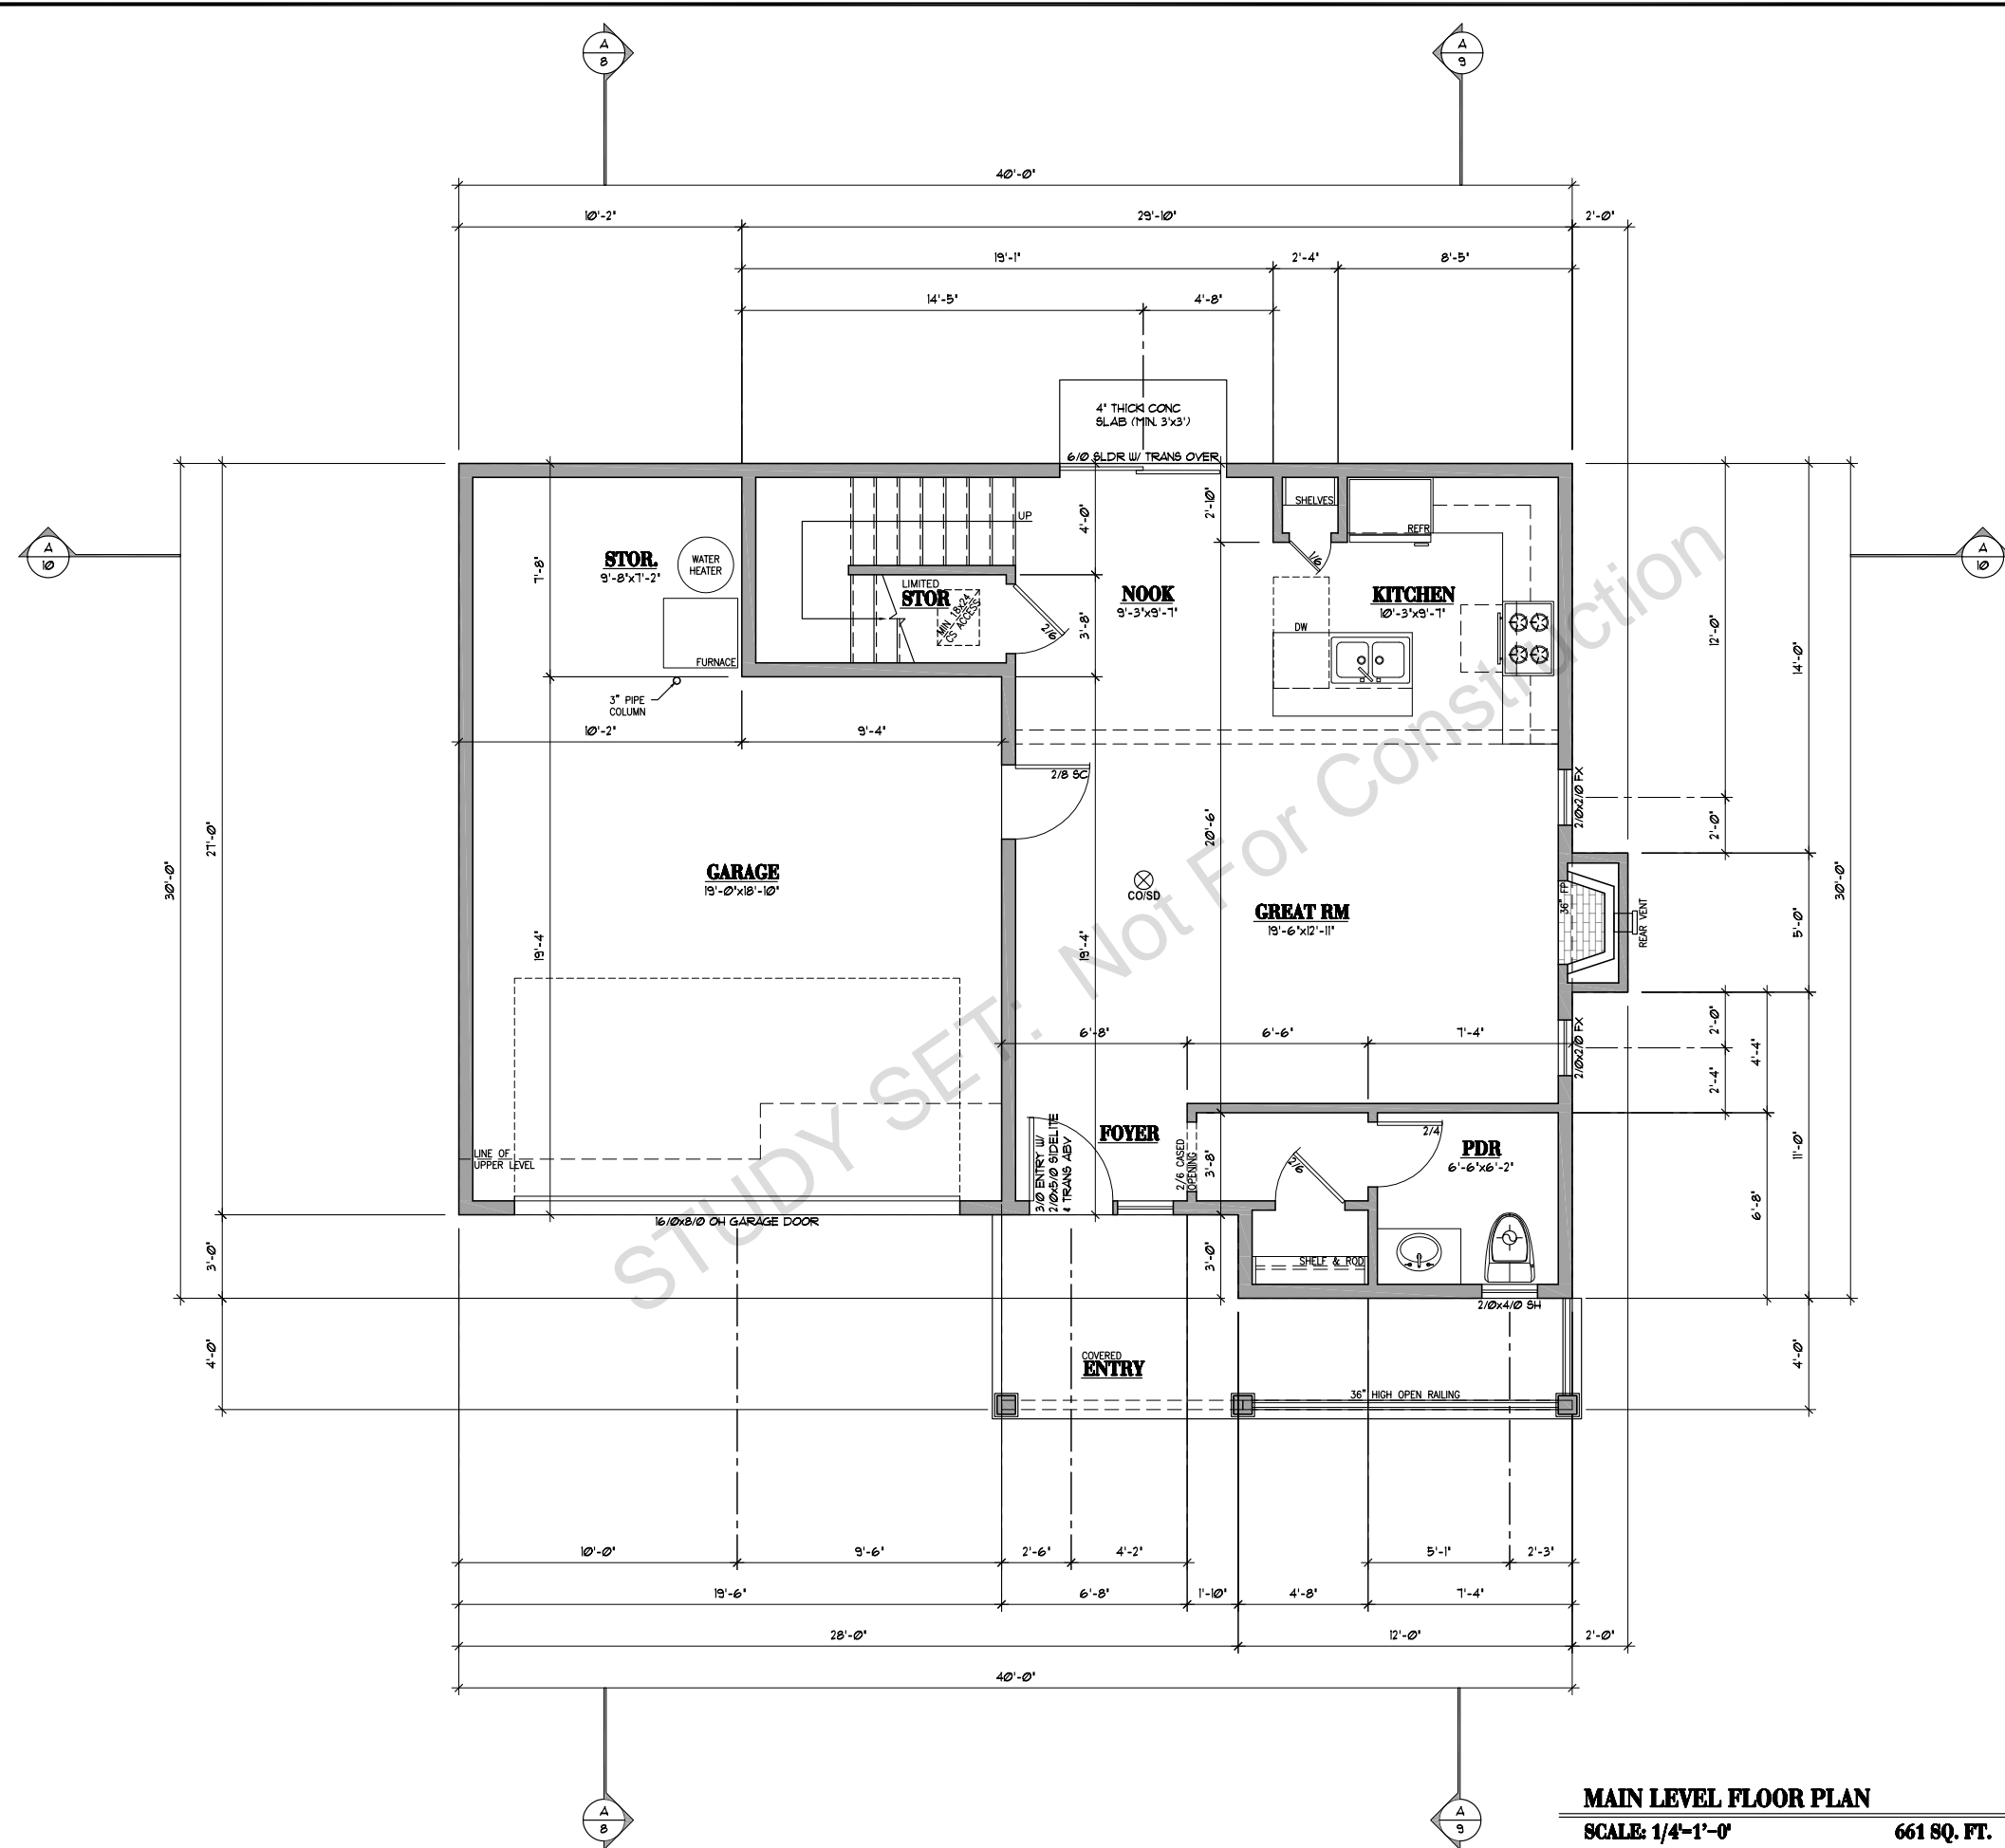 A
8
A
9
40'-0"
10'-2"
29'-10"
2'-0"
19'-1"
2'-4"
8'-5"
14'-5"
4'-8"
4" THICK CONC
SLAB (MIN. 3'x3')
6/0 SLDR W/ TRANS OVER
A
10
A
10
STOR.
9'-8"x7'-2"
WATER
HEATER
FURNACE
3" PIPE
COLUMN
7'-8"
UP
LIMITED
STOR
MIN 18x24
CS ACCESS
2/6
4'-0"
3'-8"
2'-10"
NOOK
9'-3"x9'-7"
SHELVES
1/6
REFR
KITCHEN
10'-3"x9'-7"
DW
12'-0"
14'-0"
30'-0"
27'-0"
30'-0"
10'-2"
9'-4"
2/8 SC
20'-6"
2/0x2/0 FX
2'-0"
GARAGE
19'-0"x18'-10"
19'-4"
CO/SD
19'-4"
GREAT RM
19'-6"x12'-11"
36" FP
REAR VENT
5'-0"
6'-8"
6'-6"
7'-4"
2/0x2/0 FX
2'-0"
2'-4"
4'-4"
11'-0"
6'-8"
LINE OF
UPPER LEVEL
16/0x8/0 OH GARAGE DOOR
3/0 ENTRY W/
2/0x5/0 SIDELITE
& TRANS ABV
FOYER
2/6 CASED
OPENING
3'-8"
2/6
2/4
PDR
6'-6"x6'-2"
SHELF & ROD
2/0x4/0 SH
3'-0"
3'-0"
4'-0"
4'-0"
COVERED
ENTRY
36" HIGH OPEN RAILING
10'-0"
9'-6"
2'-6"
4'-2"
5'-1"
2'-3"
19'-6"
6'-8"
1'-10"
4'-8"
7'-4"
28'-0"
12'-0"
2'-0"
40'-0"
A
8
A
9
STUDY SET: Not For Construction
MAIN LEVEL FLOOR PLAN
SCALE: 1/4"=1'-0" 661 SQ. FT.